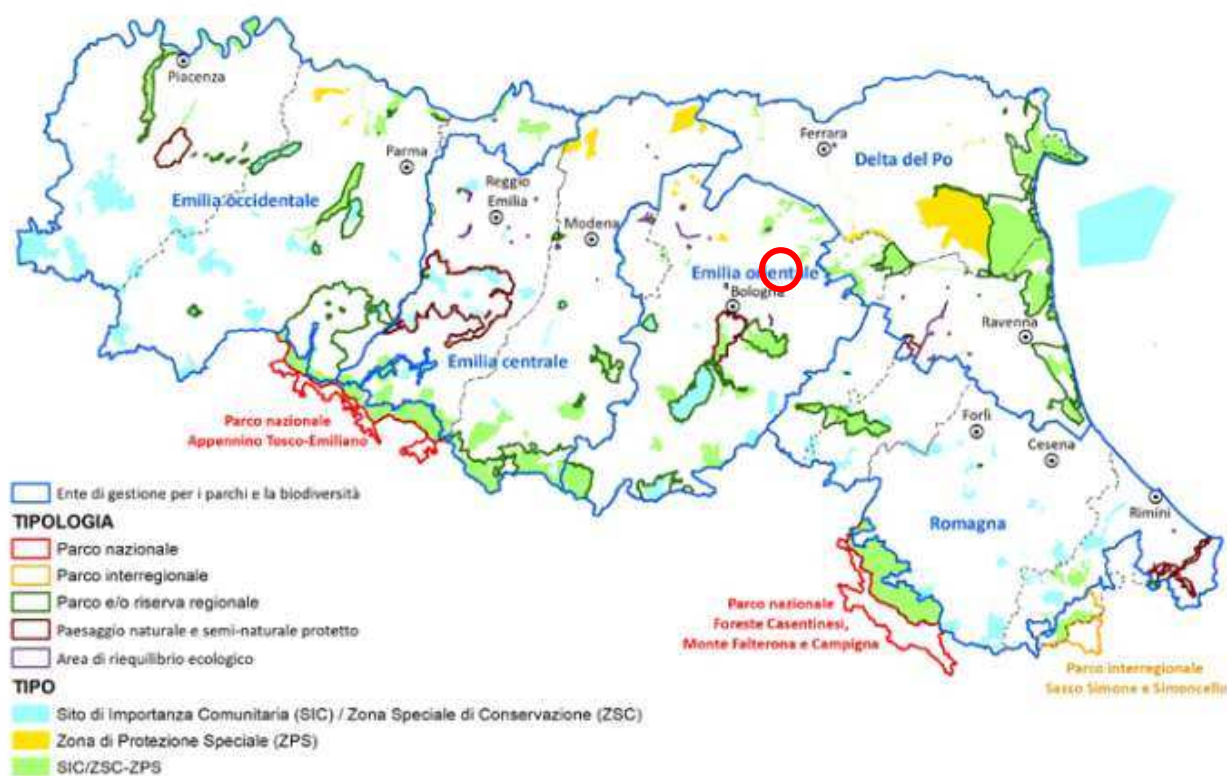 Piacenza
Ferrara
Parma
Delta del Po
Reggio
Emilia
Emilia occidentale
Modena
Emilia orientale
Bologna
Ravenna
Emilia centrale
Parco nazionale
Appennino Tosco-Emiliano
Forlì
Cesena
Rimini
Romagna
Parco nazionale
Foreste Casentinesi,
Monte Falterona e Campigna
Parco interregionale
Sasso Simone e Simoncello
Ente di gestione per i parchi e la biodiversità
TIPOLOGIA
Parco nazionale
Parco interregionale
Parco e/o riserva regionale
Paesaggio naturale e semi-naturale protetto
Area di riequilibrio ecologico
TIPO
Sito di Importanza Comunitaria (SIC) / Zona Speciale di Conservazione (ZSC)
Zona di Protezione Speciale (ZPS)
SIC/ZSC-ZPS